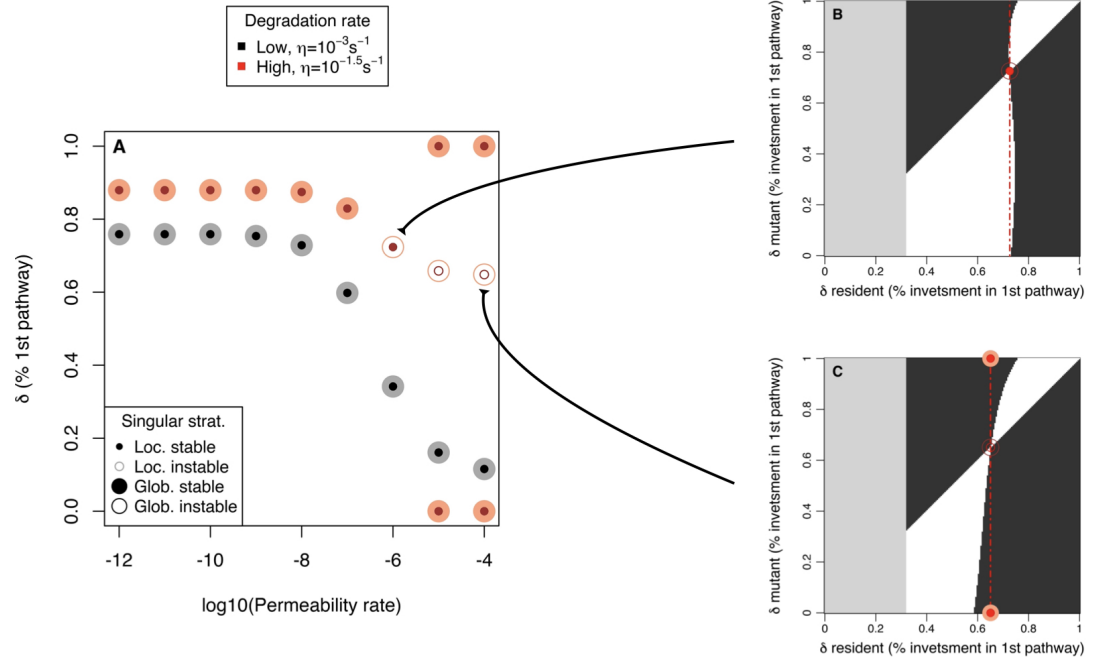 Degradation rate
Low, η=10⁻³s⁻¹
High, η=10⁻¹·⁵s⁻¹
A
δ (% 1st pathway)
1.0
0.8
0.6
0.4
0.2
0.0
Singular strat.
Loc. stable
Loc. instable
Glob. stable
Glob. instable
-12 -10 -8 -6 -4
log10(Permeability rate)
B
δ mutant (% invetsment in 1st pathway)
1
0.8
0.6
0.4
0.2
0
0 0.2 0.4 0.6 0.8 1
δ resident (% invetsment in 1st pathway)
C
δ mutant (% invetsment in 1st pathway)
1
0.8
0.6
0.4
0.2
0
0 0.2 0.4 0.6 0.8 1
δ resident (% invetsment in 1st pathway)